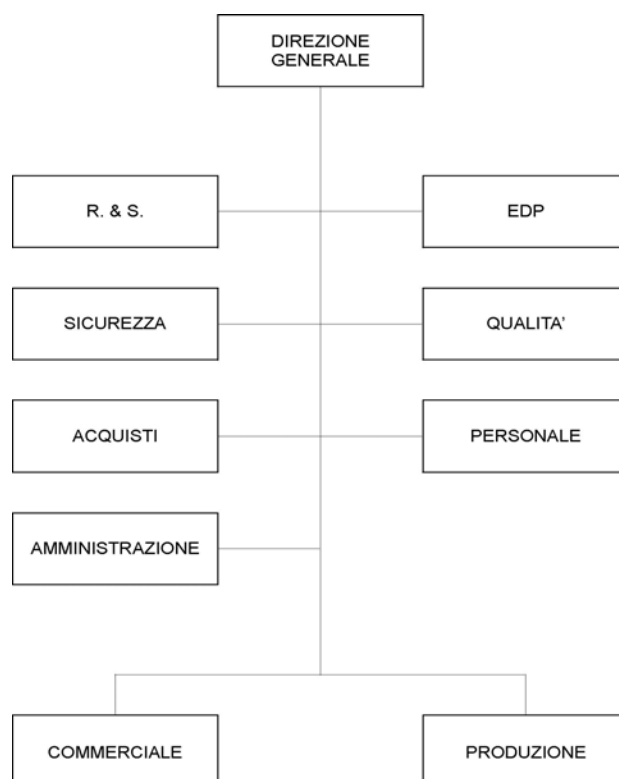 DIREZIONE
GENERALE
R. & S.
EDP
SICUREZZA
QUALITA'
ACQUISTI
PERSONALE
AMMINISTRAZIONE
COMMERCIALE
PRODUZIONE